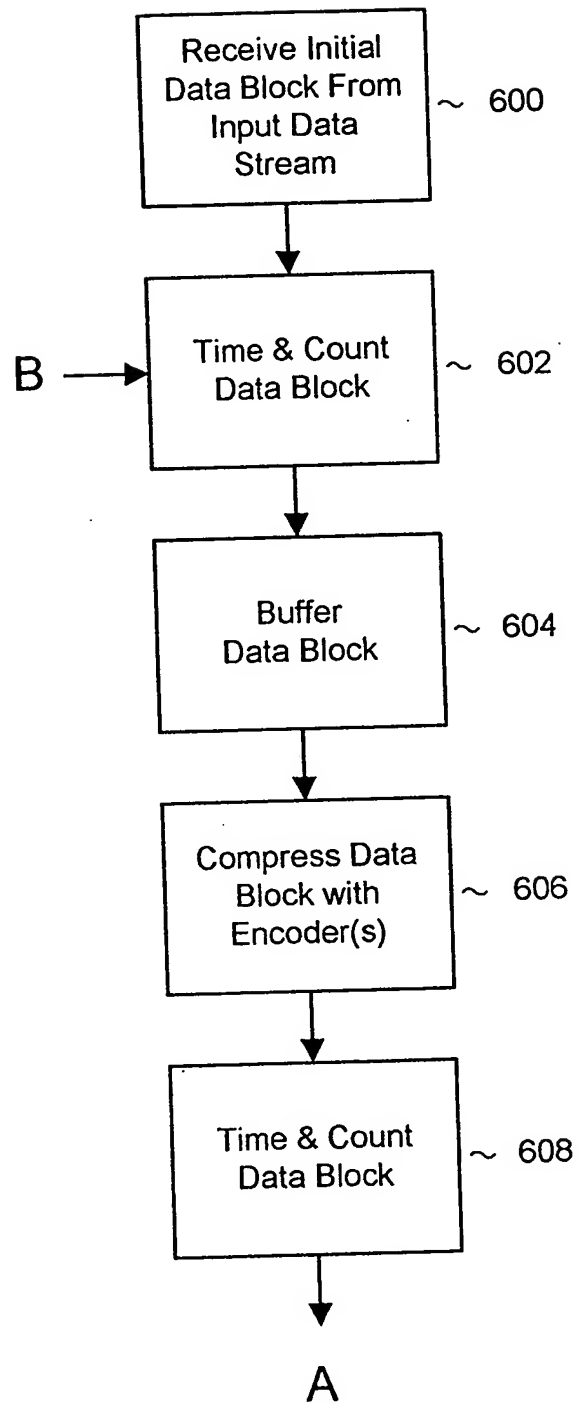 Receive Initial
Data Block From
Input Data
Stream
~ 600
B
Time & Count
Data Block
~ 602
Buffer
Data Block
~ 604
Compress Data
Block with
Encoder(s)
~ 606
Time & Count
Data Block
~ 608
A